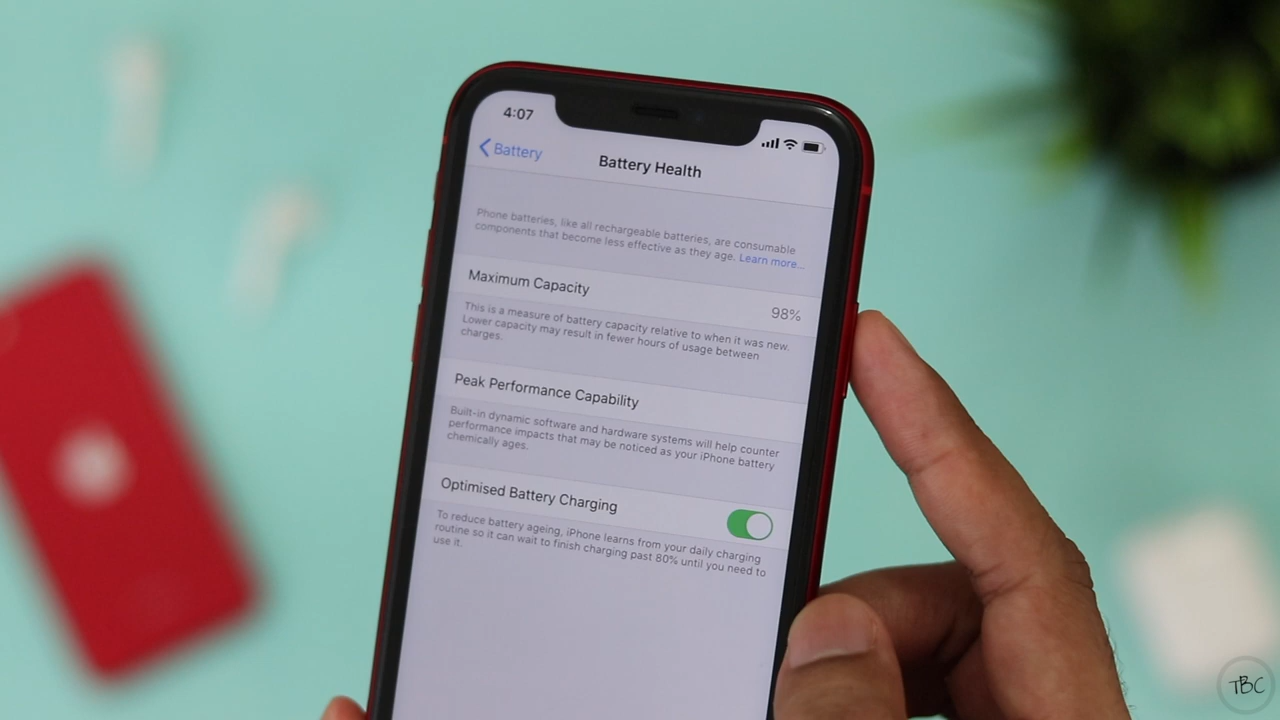 4:07
Battery
Battery Health
Phone batteries, like all rechargeable batteries, are consumable
components that become less effective as they age. Learn more...
Maximum Capacity
98%
This is a measure of battery capacity relative to when it was new.
Lower capacity may result in fewer hours of usage between
charges.
Peak Performance Capability
Built-in dynamic software and hardware systems will help counter
performance impacts that may be noticed as your iPhone battery
chemically ages.
Optimised Battery Charging
To reduce battery ageing, iPhone learns from your daily charging
routine so it can wait to finish charging past 80% until you need to
use it.
TBC